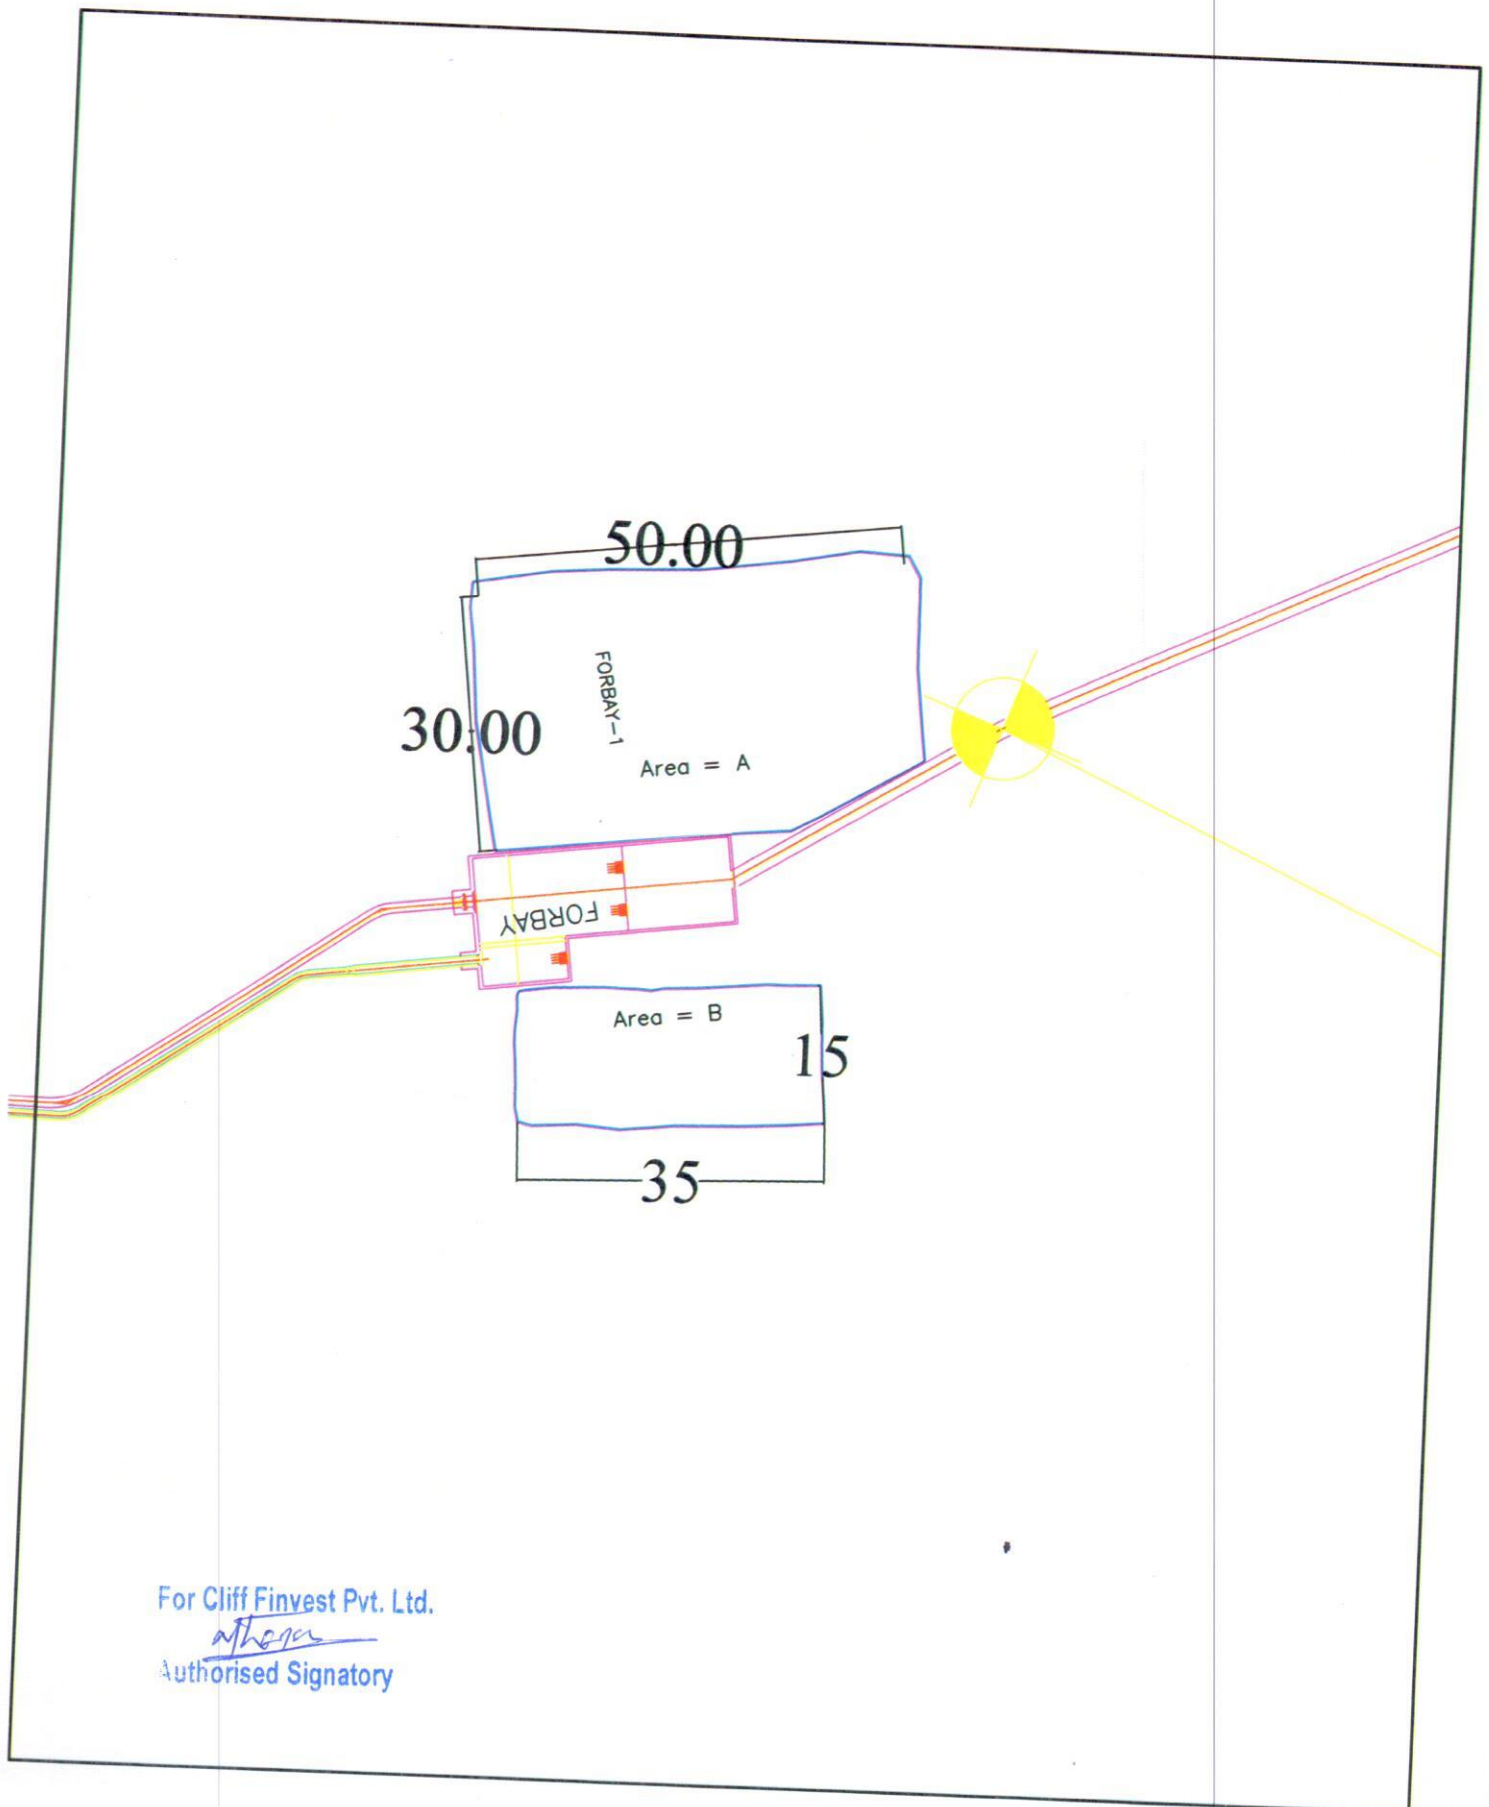 50.00
FORBAY-1
30.00
Area = A
FORBAY
Area = B
15
35
For Cliff Finvest Pvt. Ltd.
Authorised Signatory